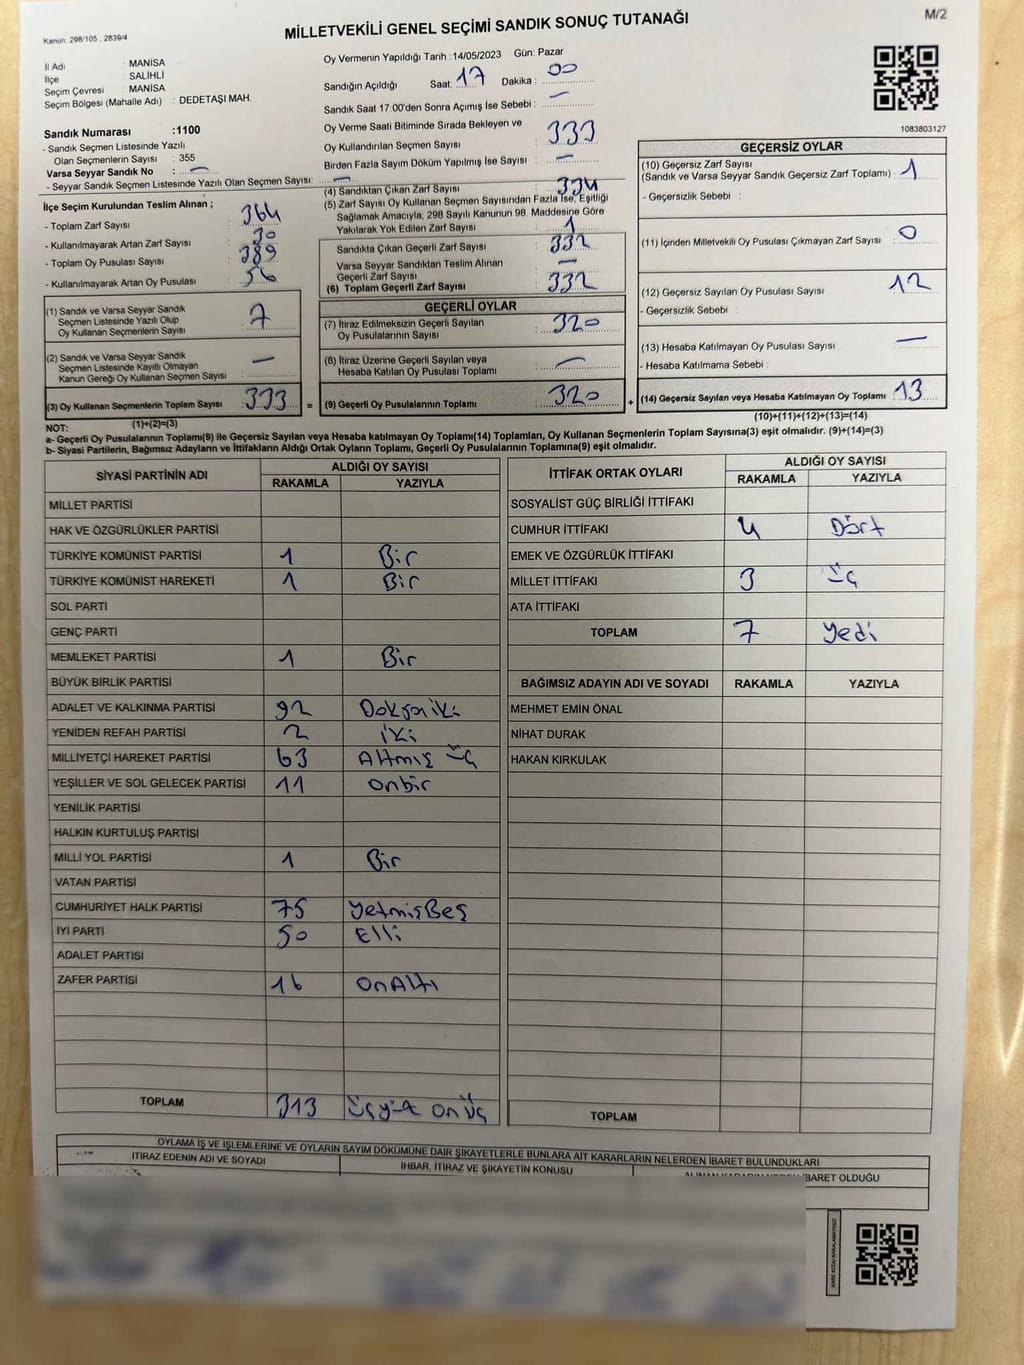 M/2
Kanun, 298/105 , 2839/4
MİLLETVEKİLİ GENEL SEÇİMİ SANDIK SONUÇ TUTANAĞI
İl Adı : MANİSA
İlçe : SALİHLİ
Seçim Çevresi : MANİSA
Seçim Bölgesi (Mahalle Adı) : DEDETAŞI MAH.
Sandık Numarası :1100
- Sandık Seçmen Listesinde Yazılı
Olan Seçmenlerin Sayısı : 355
Varsa Seyyar Sandık No : —
- Seyyar Sandık Seçmen Listesinde Yazılı Olan Seçmen Sayısı: —
İlçe Seçim Kurulundan Teslim Alınan ;
- Toplam Zarf Sayısı : 364
- Kullanılmayarak Artan Zarf Sayısı : 30
- Toplam Oy Pusulası Sayısı : 389
- Kullanılmayarak Artan Oy Pusulası : 56
(1) Sandık ve Varsa Seyyar Sandık
Seçmen Listesinde Yazılı Olup
Oy Kullanan Seçmenlerin Sayısı : 7
(2) Sandık ve Varsa Seyyar Sandık
Seçmen Listesinde Kayıtlı Olmayan
Kanun Gereği Oy Kullanan Seçmen Sayısı : —
(3) Oy Kullanan Seçmenlerin Toplam Sayısı : 333
(1)+(2)=(3)
Oy Vermenin Yapıldığı Tarih : 14/05/2023 Gün: Pazar
Sandığın Açıldığı Saat: 17 Dakika : 00
Sandık Saat 17:00'den Sonra Açımış İse Sebebi : —
Oy Verme Saati Bitiminde Sırada Bekleyen ve
Oy Kullandırılan Seçmen Sayısı : 333
Birden Fazla Sayım Döküm Yapılmış İse Sayısı : —
(4) Sandıktan Çıkan Zarf Sayısı : 334
(5) Zarf Sayısı Oy Kullanan Seçmen Sayısından Fazla İse, Eşitliği
Sağlamak Amacıyla, 298 Sayılı Kanunun 98. Maddesine Göre
Yakılarak Yok Edilen Zarf Sayısı : 1
Sandıkta Çıkan Geçerli Zarf Sayısı : 332
Varsa Seyyar Sandıktan Teslim Alınan
Geçerli Zarf Sayısı : —
(6) Toplam Geçerli Zarf Sayısı : 332
GEÇERLİ OYLAR
(7) İtiraz Edilmeksizin Geçerli Sayılan
Oy Pusulalarının Sayısı : 320
(8) İtiraz Üzerine Geçerli Sayılan veya
Hesaba Katılan Oy Pusulası Toplamı : —
= (9) Geçerli Oy Pusulalarının Toplamı : 320 +
1083803127
GEÇERSİZ OYLAR
(10) Geçersiz Zarf Sayısı
(Sandık ve Varsa Seyyar Sandık Geçersiz Zarf Toplamı) : 1
- Geçersizlik Sebebi :
(11) İçinden Milletvekili Oy Pusulası Çıkmayan Zarf Sayısı : 0
(12) Geçersiz Sayılan Oy Pusulası Sayısı : 12
- Geçersizlik Sebebi :
(13) Hesaba Katılmayan Oy Pusulası Sayısı : —
- Hesaba Katılmama Sebebi :
(14) Geçersiz Sayılan veya Hesaba Katılmayan Oy Toplamı : 13
(10)+(11)+(12)+(13)=(14)
NOT:
a- Geçerli Oy Pusulalarının Toplamı(9) ile Geçersiz Sayılan veya Hesaba katılmayan Oy Toplamı(14) Toplamları, Oy Kullanan Seçmenlerin Toplam Sayısına(3) eşit olmalıdır. (9)+(14)=(3)
b- Siyasi Partilerin, Bağımsız Adayların ve İttifakların Aldığı Ortak Oyların Toplamı, Geçerli Oy Pusulalarının Toplamına(9) eşit olmalıdır.
SİYASİ PARTİNİN ADI ALDIĞI OY SAYISI
RAKAMLA YAZIYLA
MİLLET PARTİSİ
HAK VE ÖZGÜRLÜKLER PARTİSİ
TÜRKİYE KOMÜNİST PARTİSİ 1 Bir
TÜRKİYE KOMÜNİST HAREKETİ 1 Bir
SOL PARTİ
GENÇ PARTİ
MEMLEKET PARTİSİ 1 Bir
BÜYÜK BİRLİK PARTİSİ
ADALET VE KALKINMA PARTİSİ 92 Doksaniki
YENİDEN REFAH PARTİSİ 2 iki
MİLLİYETÇİ HAREKET PARTİSİ 63 Altmış üç
YEŞİLLER VE SOL GELECEK PARTİSİ 11 onbir
YENİLİK PARTİSİ
HALKIN KURTULUŞ PARTİSİ
MİLLİ YOL PARTİSİ 1 Bir
VATAN PARTİSİ
CUMHURİYET HALK PARTİSİ 75 YetmişBeş
İYİ PARTİ 50 Elli
ADALET PARTİSİ
ZAFER PARTİSİ 16 OnAltı
TOPLAM 313 üçyüz on üç
İTTİFAK ORTAK OYLARI ALDIĞI OY SAYISI
RAKAMLA YAZIYLA
SOSYALİST GÜÇ BİRLİĞİ İTTİFAKI
CUMHUR İTTİFAKI 4 Dört
EMEK VE ÖZGÜRLÜK İTTİFAKI
MİLLET İTTİFAKI 3 üç
ATA İTTİFAKI
TOPLAM 7 Yedi
BAĞIMSIZ ADAYIN ADI VE SOYADI RAKAMLA YAZIYLA
MEHMET EMİN ÖNAL
NİHAT DURAK
HAKAN KIRKULAK
TOPLAM
OYLAMA İŞ VE İŞLEMLERİNE VE OYLARIN SAYIM DÖKÜMÜNE DAİR ŞİKAYETLERLE BUNLARA AİT KARARLARIN NELERDEN İBARET BULUNDUKLARI
İTİRAZ EDENİN ADI VE SOYADI İHBAR, İTİRAZ VE ŞİKAYETİN KONUSU İBARET OLDUĞU